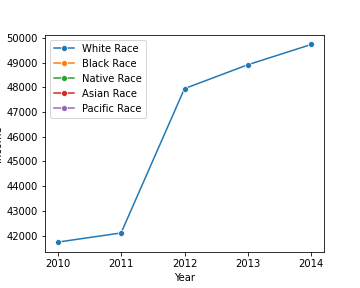 50000
49000
48000
47000
46000
45000
44000
43000
42000
White Race
Black Race
Native Race
Asian Race
Pacific Race
2010 2011 2012 2013 2014
Year